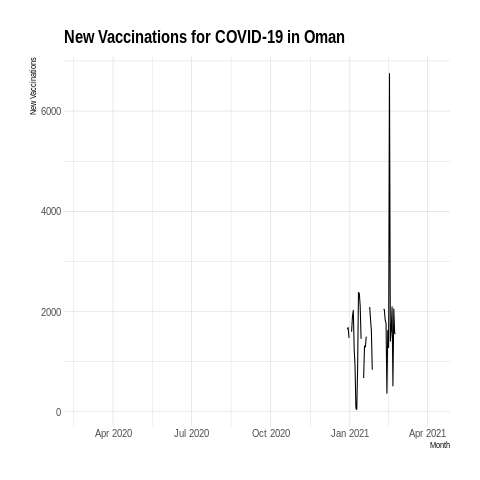 New Vaccinations for COVID-19 in Oman
New Vaccinations
6000
4000
2000
0
Apr 2020
Jul 2020
Oct 2020
Jan 2021
Apr 2021
Month